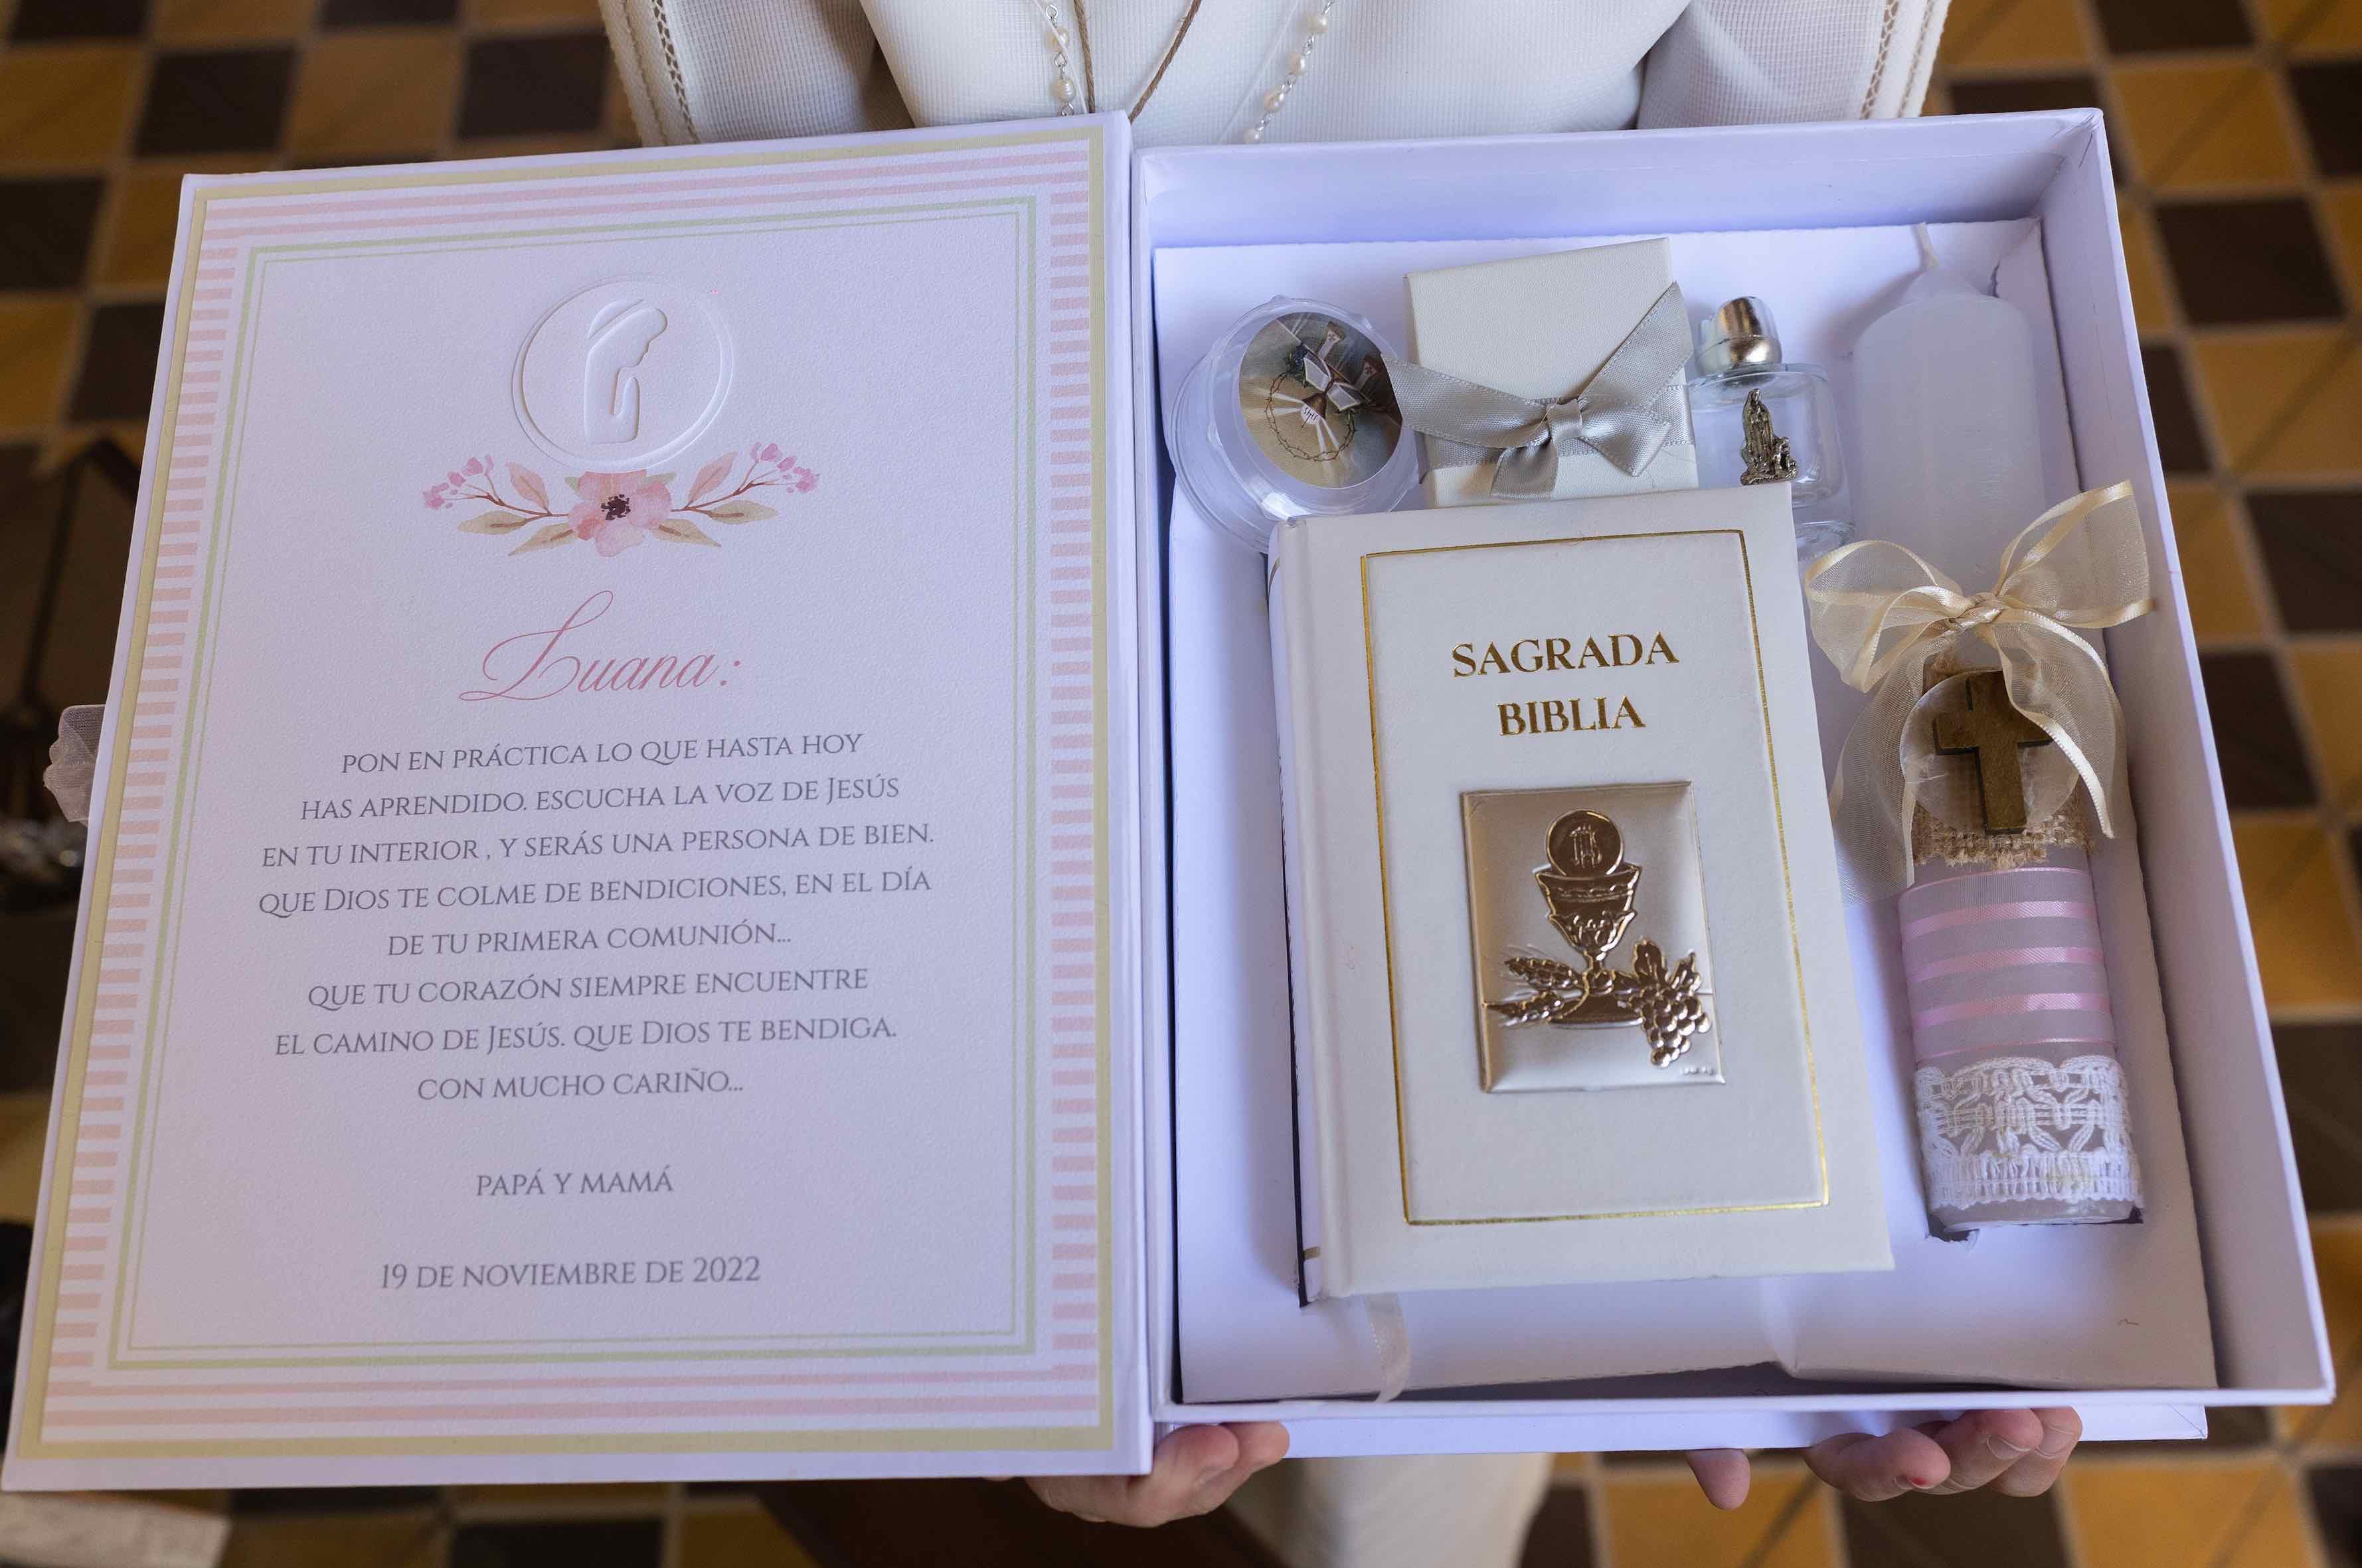 Luana:
PON EN PRÁCTICA LO QUE HASTA HOY
HAS APRENDIDO. ESCUCHA LA VOZ DE JESÚS
EN TU INTERIOR , Y SERÁS UNA PERSONA DE BIEN.
QUE DIOS TE COLME DE BENDICIONES, EN EL DÍA
DE TU PRIMERA COMUNIÓN...
QUE TU CORAZÓN SIEMPRE ENCUENTRE
EL CAMINO DE JESÚS. QUE DIOS TE BENDIGA.
CON MUCHO CARIÑO...
PAPÁ Y MAMÁ
19 DE NOVIEMBRE DE 2022
SAGRADA
BIBLIA